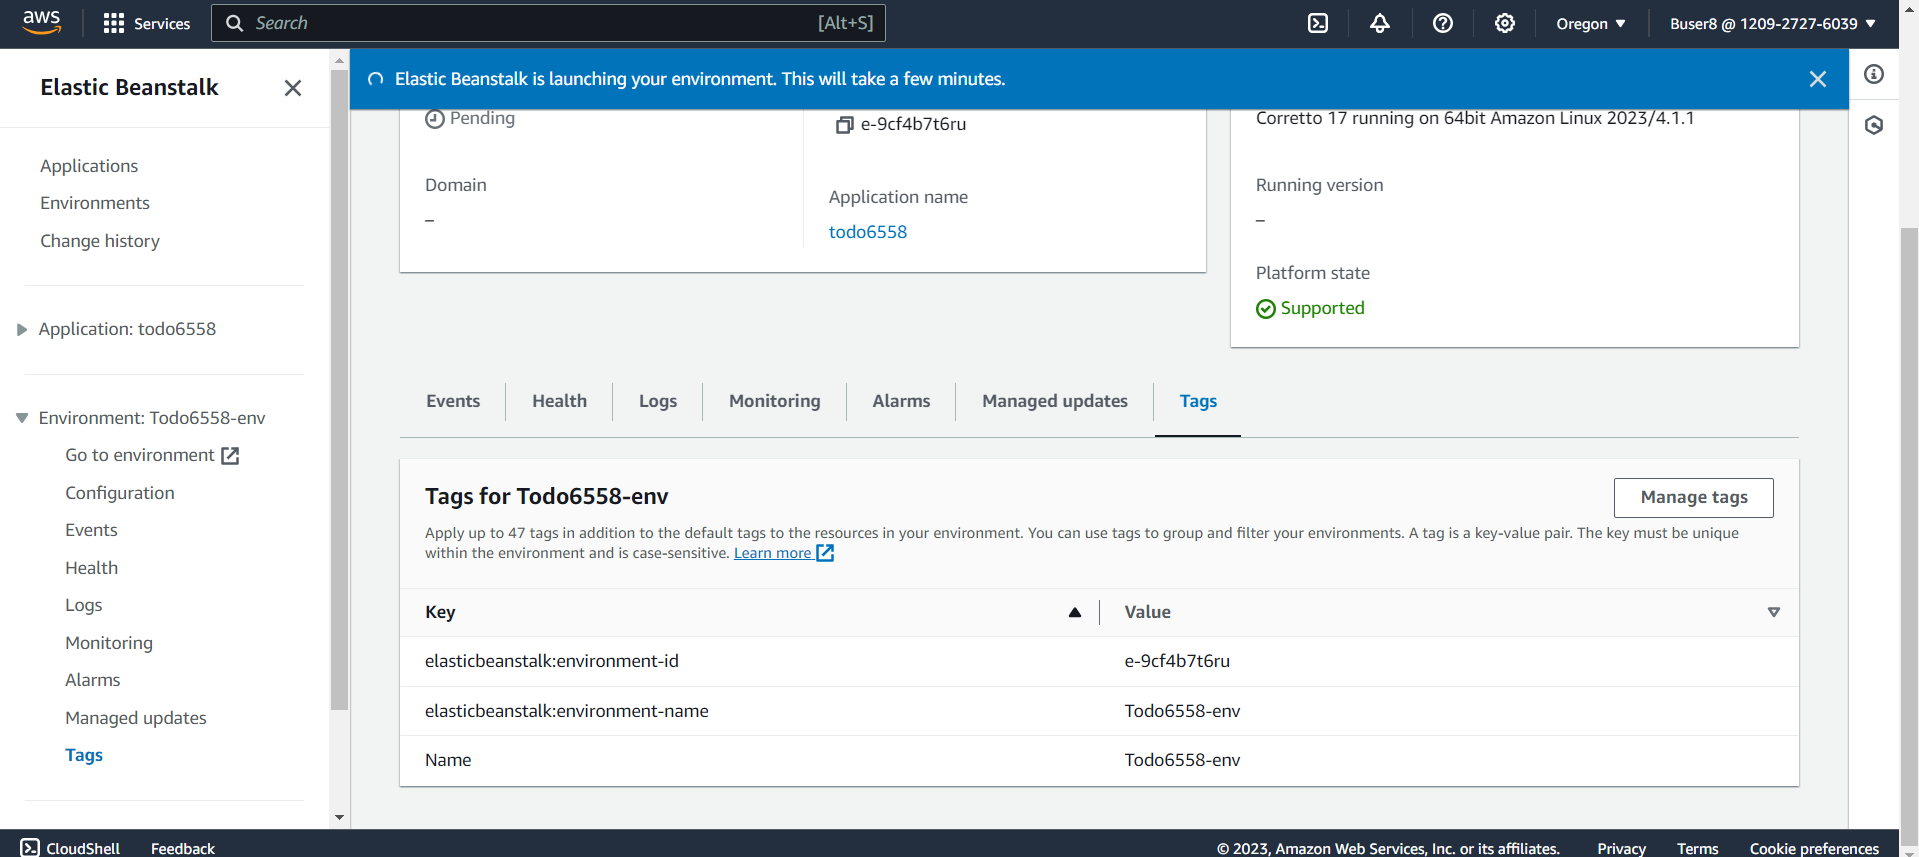 aws
Services
Search
[Alt+S]
Oregon
Buser8 @ 1209-2727-6039
Elastic Beanstalk
Applications
Environments
Change history
Application: todo6558
Environment: Todo6558-env
Go to environment
Configuration
Events
Health
Logs
Monitoring
Alarms
Managed updates
Tags
Elastic Beanstalk is launching your environment. This will take a few minutes.
Pending
e-9cf4b7t6ru
Domain
–
Application name
todo6558
Corretto 17 running on 64bit Amazon Linux 2023/4.1.1
Running version
–
Platform state
Supported
Events
Health
Logs
Monitoring
Alarms
Managed updates
Tags
Tags for Todo6558-env
Manage tags
Apply up to 47 tags in addition to the default tags to the resources in your environment. You can use tags to group and filter your environments. A tag is a key-value pair. The key must be unique
within the environment and is case-sensitive. Learn more
Key
Value
elasticbeanstalk:environment-id
e-9cf4b7t6ru
elasticbeanstalk:environment-name
Todo6558-env
Name
Todo6558-env
CloudShell
Feedback
© 2023, Amazon Web Services, Inc. or its affiliates.
Privacy
Terms
Cookie preferences